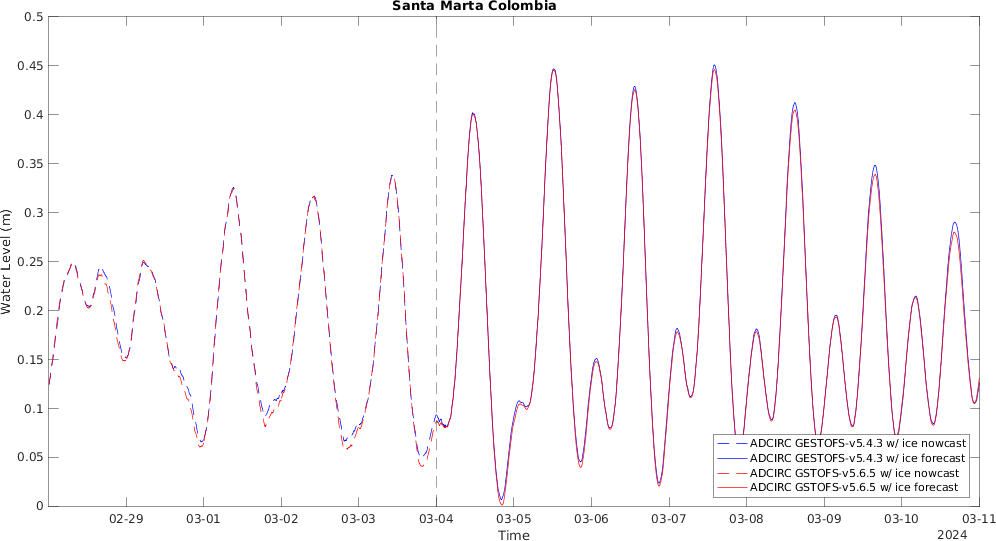 Santa Marta Colombia
0.5
0.45
0.4
0.35
0.3
0.25
0.2
0.15
0.1
0.05
0
Water Level (m)
ADCIRC GESTOFS-v5.4.3 w/ ice nowcast
ADCIRC GESTOFS-v5.4.3 w/ ice forecast
ADCIRC GSTOFS-v5.6.5 w/ ice nowcast
ADCIRC GSTOFS-v5.6.5 w/ ice forecast
02-29 03-01 03-02 03-03 03-04 03-05 03-06 03-07 03-08 03-09 03-10 03-11
Time
2024